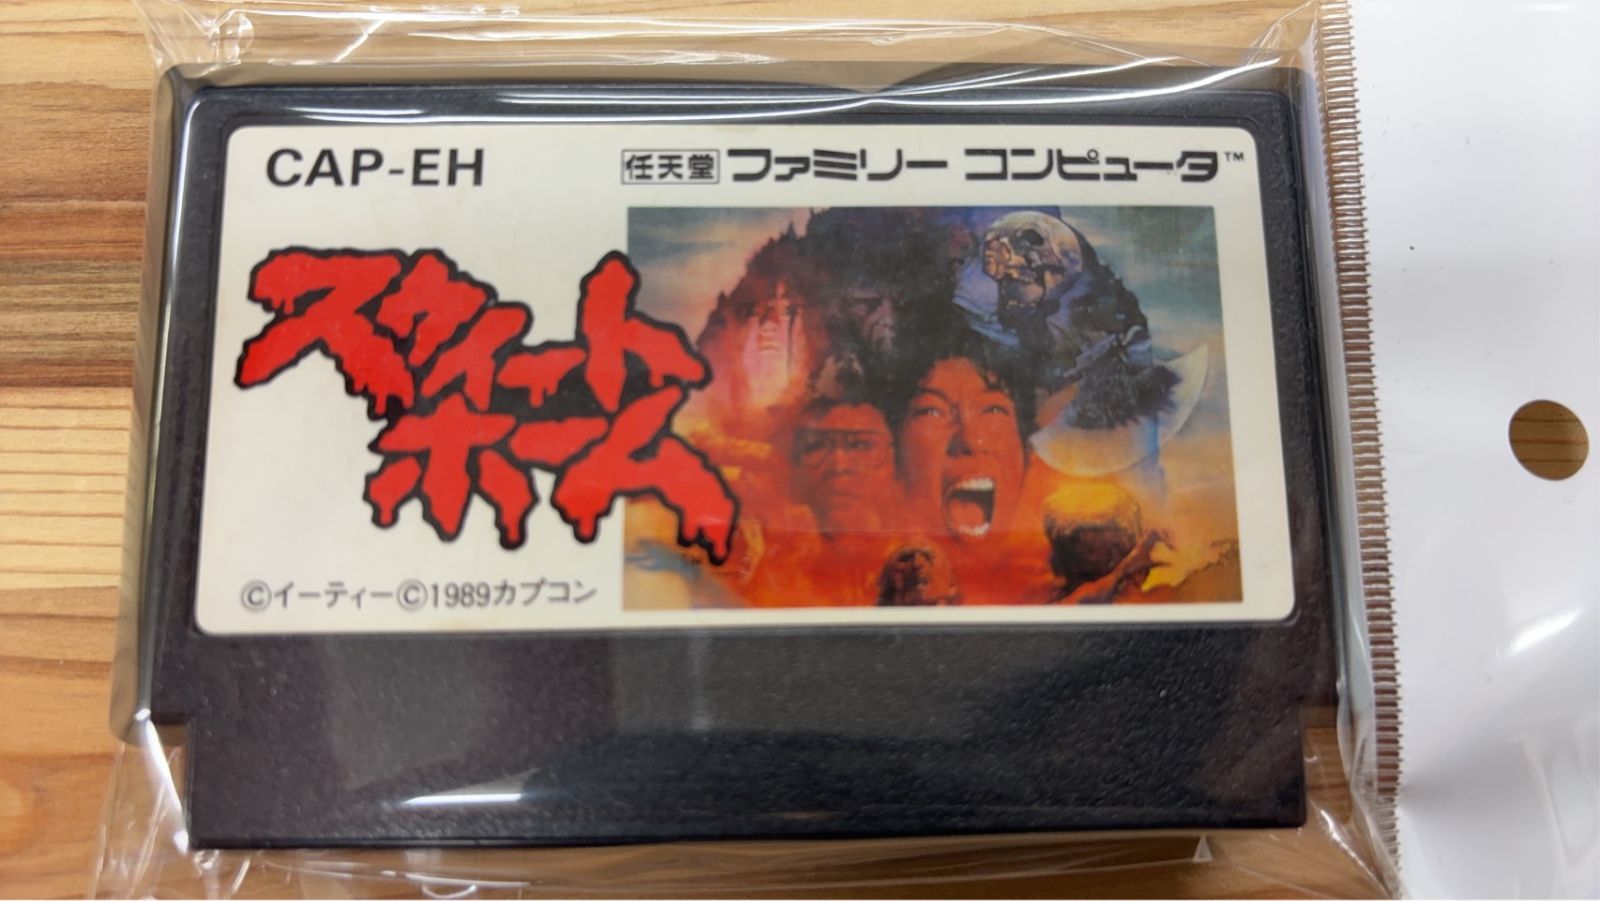 CAP-EH
任天堂 ファミリー コンピュータ™
スウィート
ホーム
©イーティー©1989カプコン